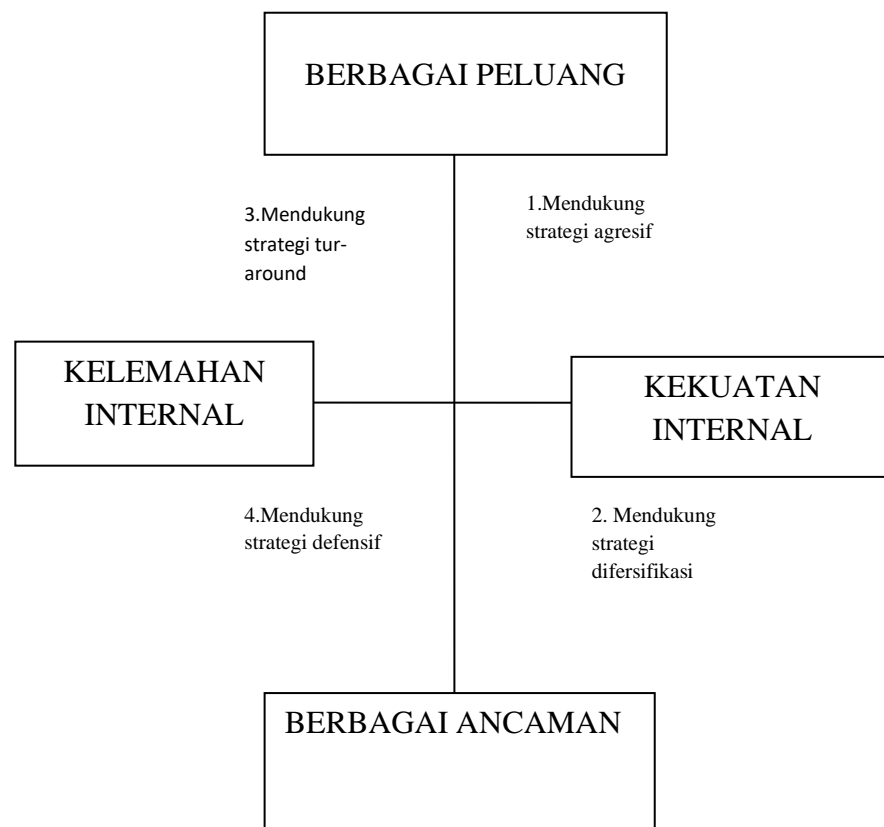 BERBAGAI PELUANG
3.Mendukung
strategi tur-
around
1.Mendukung
strategi agresif
KELEMAHAN
INTERNAL
KEKUATAN
INTERNAL
4.Mendukung
strategi defensif
2. Mendukung
strategi
difersifikasi
BERBAGAI ANCAMAN